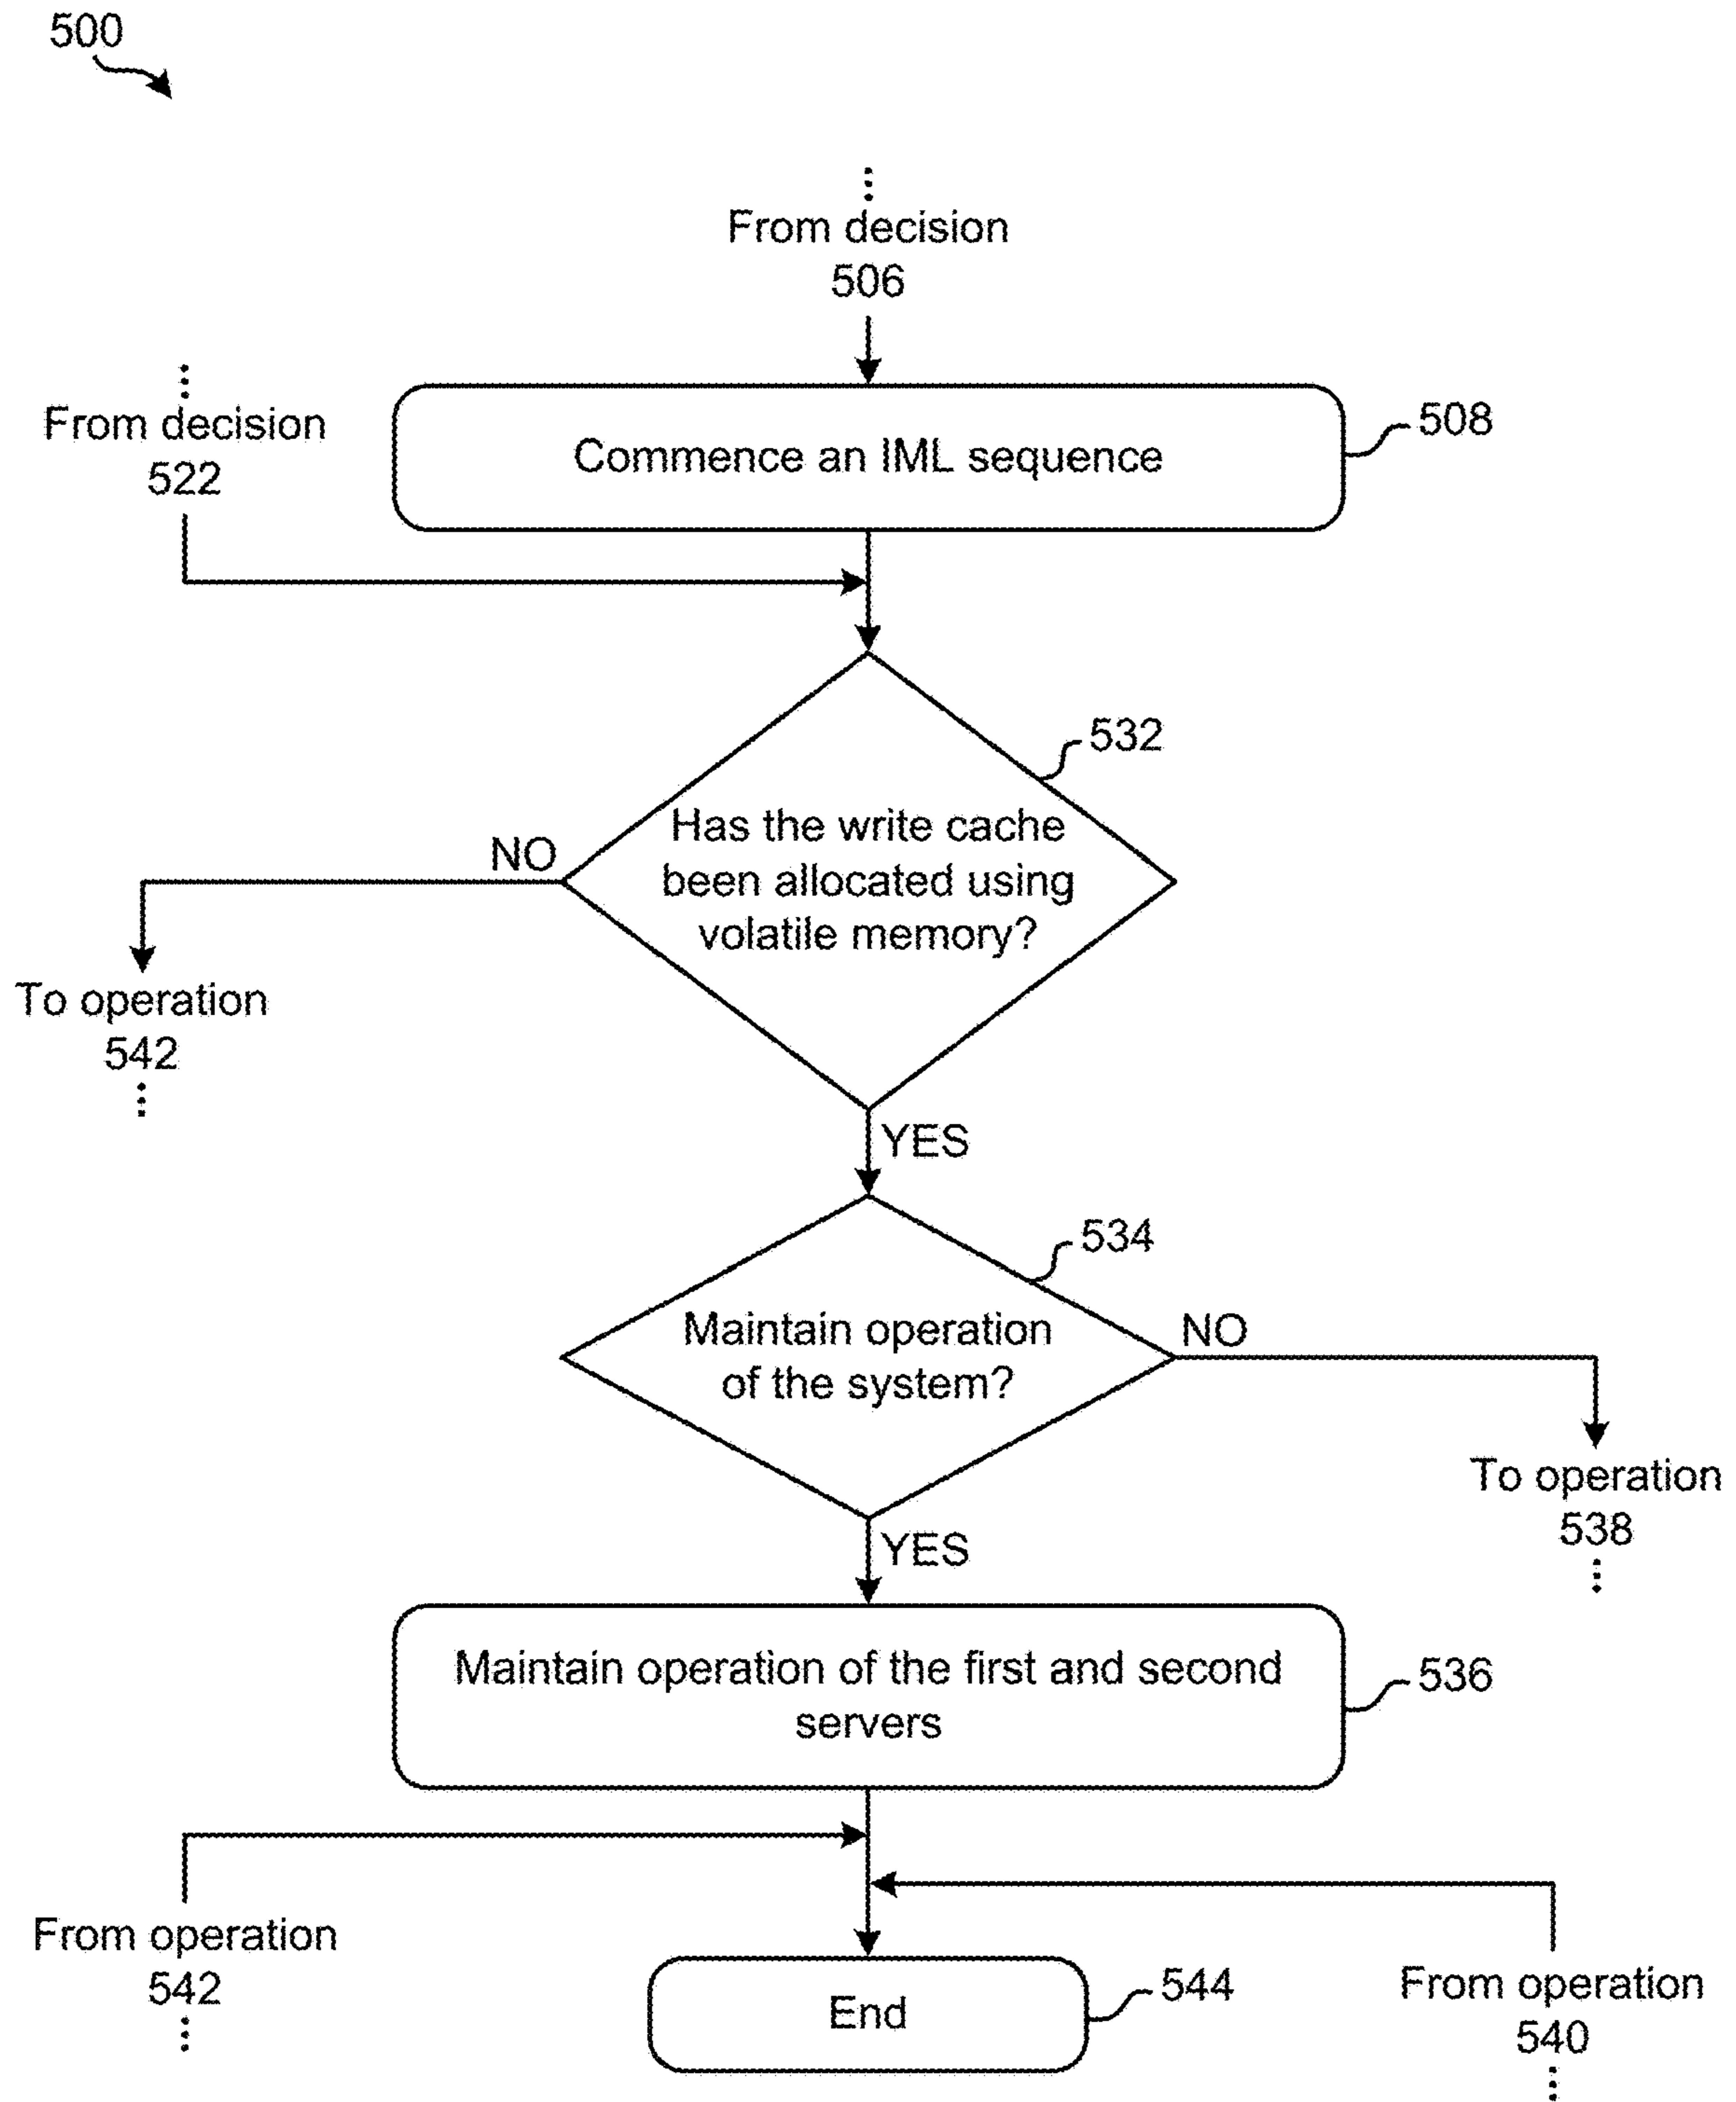 500
From decision
506
From decision
522
Commence an IML sequence
508
532
Has the write cache
been allocated using
volatile memory?
NO
To operation
542
YES
534
Maintain operation
of the system?
NO
To operation
538
YES
Maintain operation of the first and second
servers
536
From operation
542
End
544
From operation
540